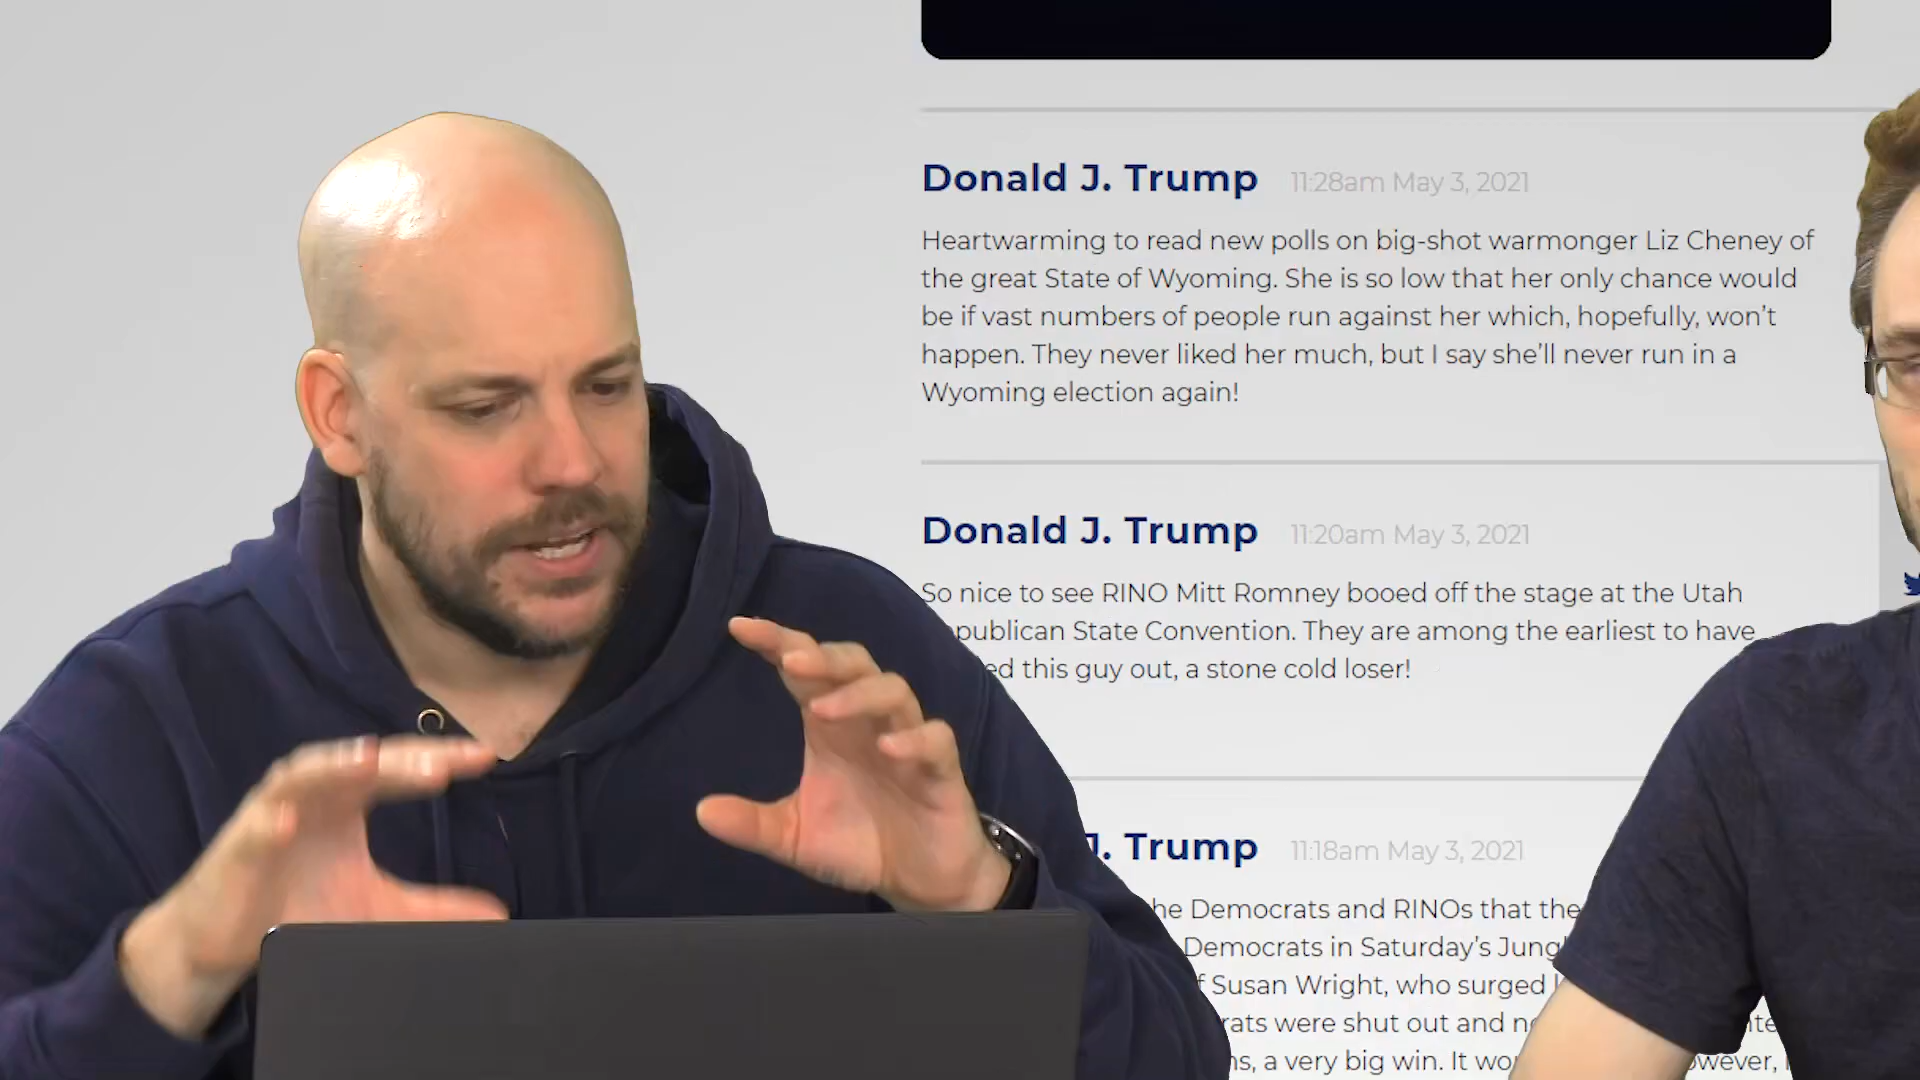 Donald J. Trump 11:28am May 3, 2021
Heartwarming to read new polls on big-shot warmonger Liz Cheney of
the great State of Wyoming. She is so low that her only chance would
be if vast numbers of people run against her which, hopefully, won’t
happen. They never liked her much, but I say she’ll never run in a
Wyoming election again!
Donald J. Trump 11:20am May 3, 2021
So nice to see RINO Mitt Romney booed off the stage at the Utah
publican State Convention. They are among the earliest to have
ed this guy out, a stone cold loser!
J. Trump 11:18am May 3, 2021
he Democrats and RINOs that the
Democrats in Saturday’s Jungl
f Susan Wright, who surged
rats were shut out and
ns, a very big win. It wo owever,